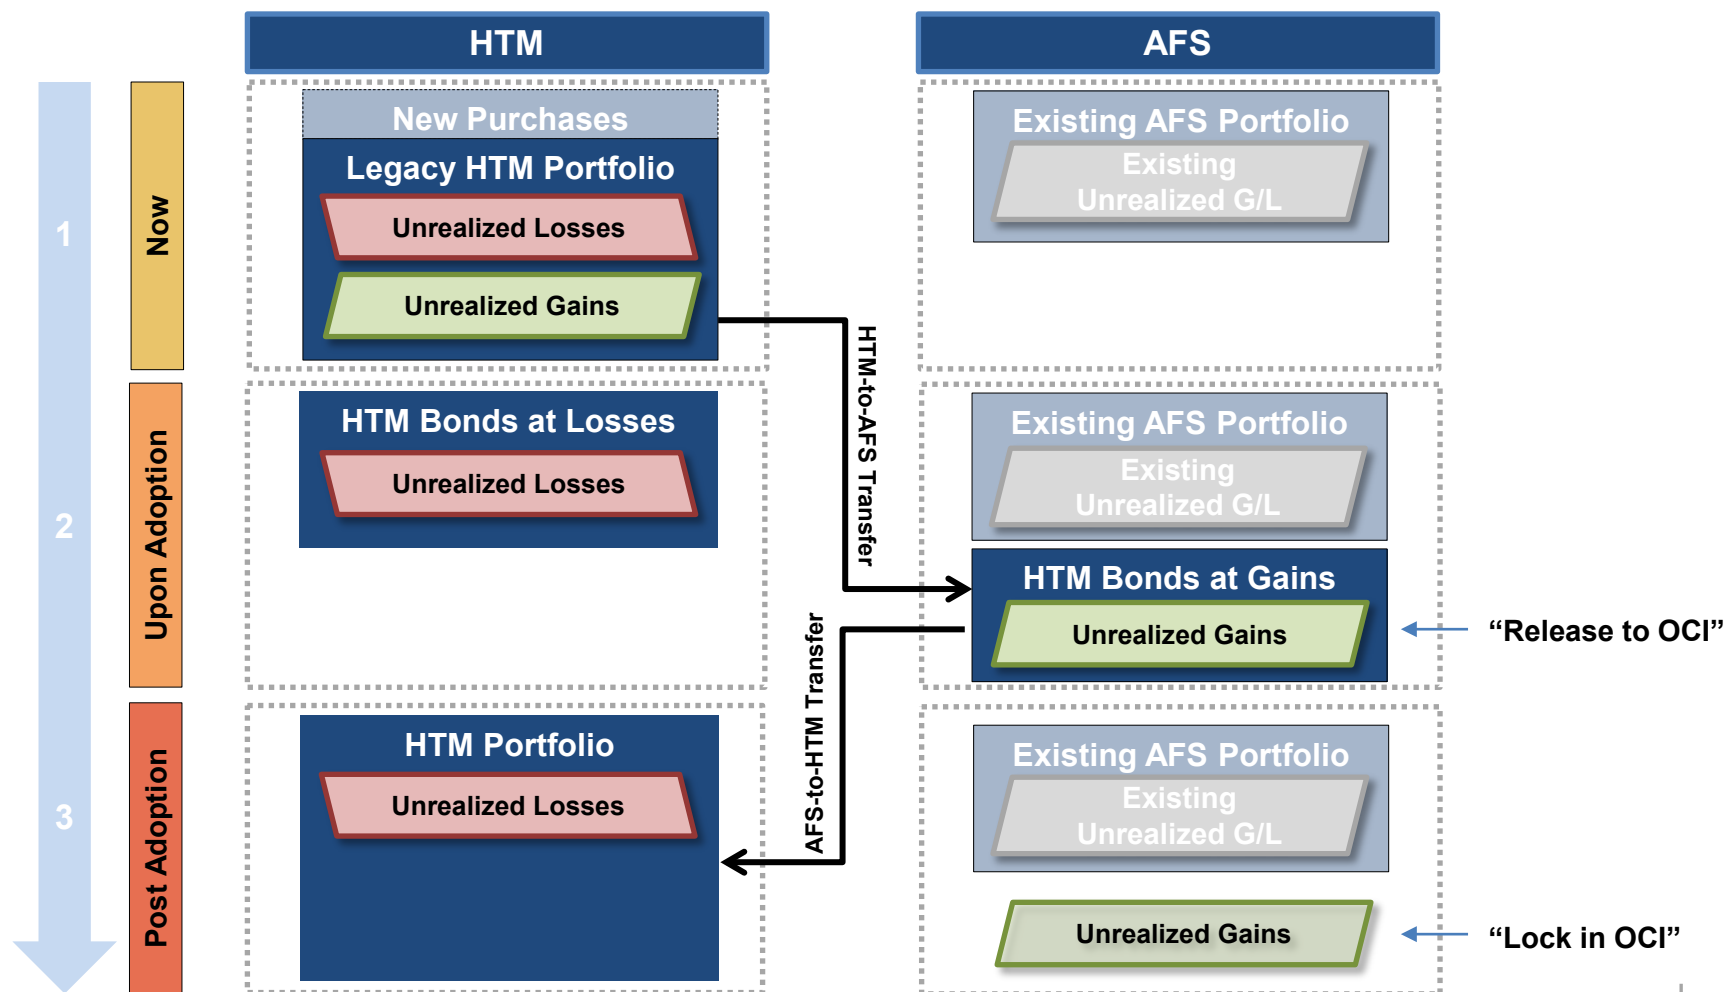 HTM
AFS
1
Now
New Purchases
Legacy HTM Portfolio
Unrealized Losses
Unrealized Gains
Existing AFS Portfolio
Existing
Unrealized G/L
HTM-to-AFS Transfer
2
Upon Adoption
HTM Bonds at Losses
Unrealized Losses
Existing AFS Portfolio
Existing
Unrealized G/L
HTM Bonds at Gains
Unrealized Gains
“Release to OCI”
AFS-to-HTM Transfer
3
Post Adoption
HTM Portfolio
Unrealized Losses
Existing AFS Portfolio
Existing
Unrealized G/L
Unrealized Gains
“Lock in OCI”